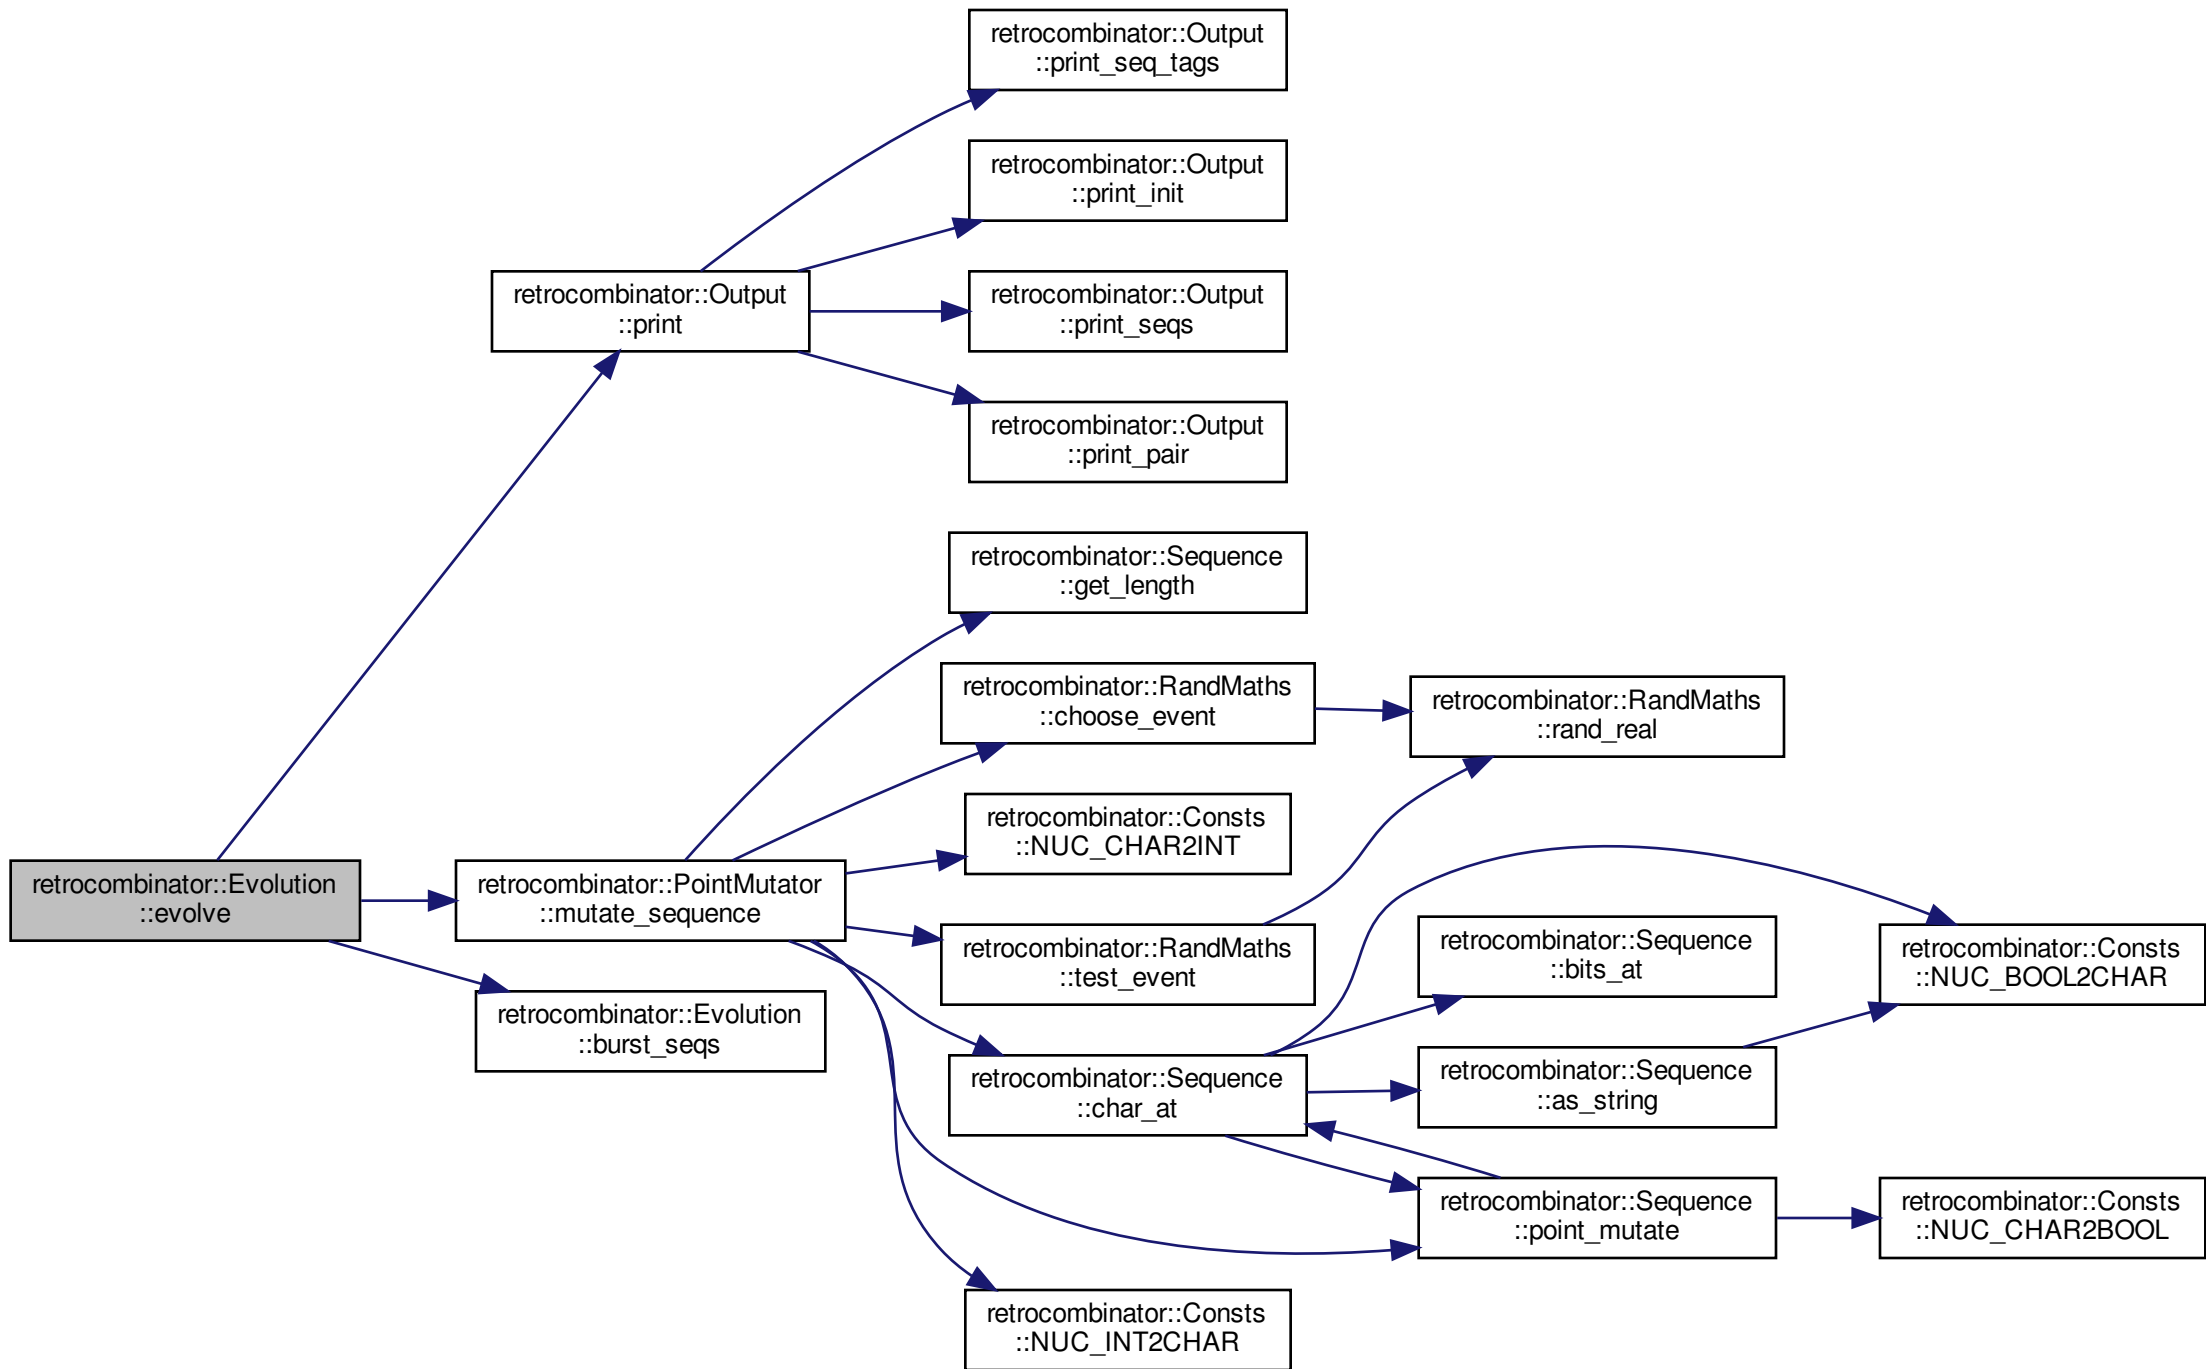 retrocombinator::Output
::print_seq_tags
retrocombinator::Output
::print_init
retrocombinator::Output
::print
retrocombinator::Output
::print_seqs
retrocombinator::Output
::print_pair
retrocombinator::Sequence
::get_length
retrocombinator::RandMaths
::choose_event
retrocombinator::RandMaths
::rand_real
retrocombinator::Consts
::NUC_CHAR2INT
retrocombinator::Evolution
::evolve
retrocombinator::PointMutator
::mutate_sequence
retrocombinator::RandMaths
::test_event
retrocombinator::Sequence
::bits_at
retrocombinator::Consts
::NUC_BOOL2CHAR
retrocombinator::Evolution
::burst_seqs
retrocombinator::Sequence
::char_at
retrocombinator::Sequence
::as_string
retrocombinator::Sequence
::point_mutate
retrocombinator::Consts
::NUC_CHAR2BOOL
retrocombinator::Consts
::NUC_INT2CHAR